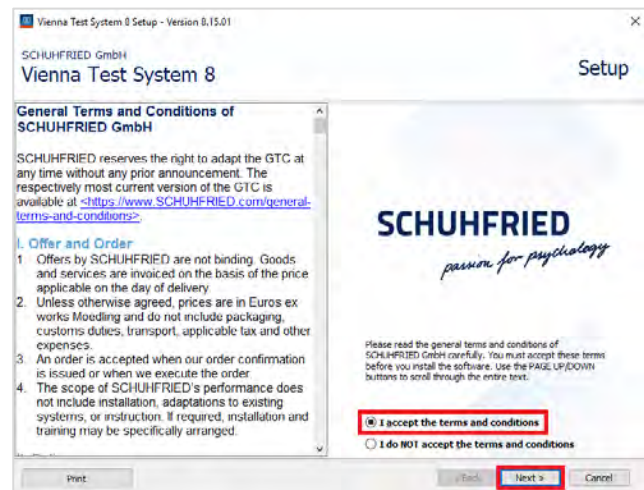 Vienna Test System 8 Setup - Version 8.15.01
SCHUHFRIED GmbH
Vienna Test System 8
Setup
General Terms and Conditions of
SCHUHFRIED GmbH
SCHUHFRIED reserves the right to adapt the GTC at
any time without any prior announcement. The
respectively most current version of the GTC is
available at <https://www.SCHUHFRIED.com/general-
terms-and-conditions>.
I. Offer and Order
1 Offers by SCHUHFRIED are not binding. Goods
and services are invoiced on the basis of the price
applicable on the day of delivery
2. Unless otherwise agreed, prices are in Euros ex
works Moedling and do not include packaging,
customs duties, transport, applicable tax and other
expenses.
3. An order is accepted when our order confirmation
is issued or when we execute the order
4. The scope of SCHUHFRIED's performance does
not include installation, adaptations to existing
systems, or instruction. If required, installation and
training may be specifically arranged.
SCHUHFRIED
passion for psychology
Please read the general terms and conditions of
SCHUHFRIED GmbH carefully. You must accept these terms
before you install the software. Use the PAGE UP/DOWN
buttons to scroll through the entire text.
I accept the terms and conditions
I do NOT accept the terms and conditions
Print
< Back
Next >
Cancel